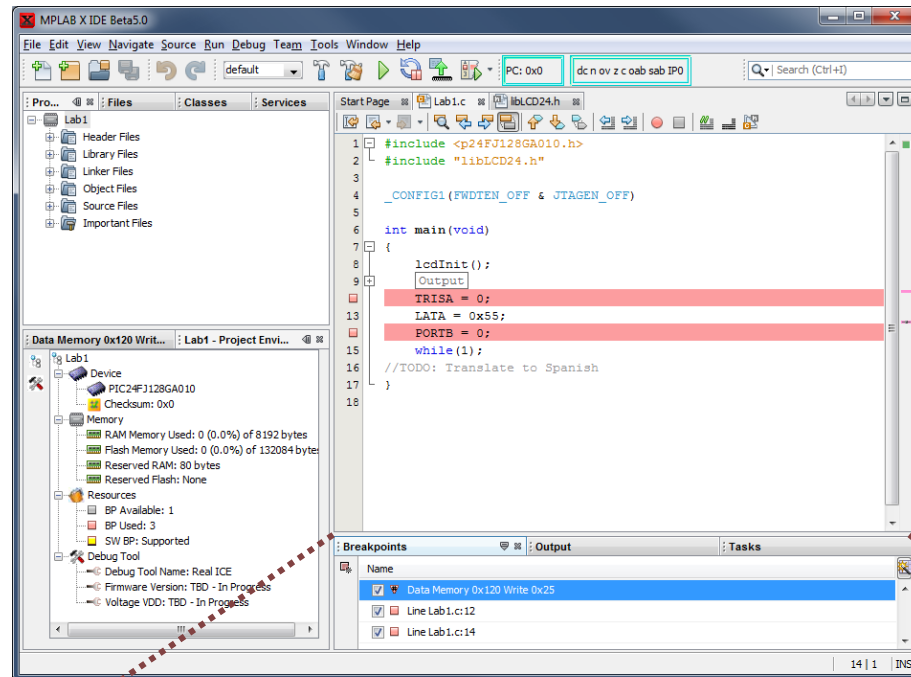 MPLAB X IDE Beta5.0
File Edit View Navigate Source Run Debug Team Tools Window Help
default
PC: 0x0
dc n ov z c oab sab IP0
Search (Ctrl+I)
Pro...
Files
Classes
Services
Lab1
Header Files
Library Files
Linker Files
Object Files
Source Files
Important Files
Start Page
Lab1.c
libLCD24.h
1 #include <p24FJ128GA010.h>
2 #include "libLCD24.h"
3
4 _CONFIG1(FWDTEN_OFF & JTAGEN_OFF)
5
6 int main(void)
7 {
8 lcdInit();
9 Output
TRISA = 0;
13 LATA = 0x55;
PORTB = 0;
15 while(1);
16 //TODO: Translate to Spanish
17 }
18
Data Memory 0x120 Writ...
Lab1 - Project Envi...
Lab1
Device
PIC24FJ128GA010
Checksum: 0x0
Memory
RAM Memory Used: 0 (0.0%) of 8192 bytes
Flash Memory Used: 0 (0.0%) of 132084 bytes
Reserved RAM: 80 bytes
Reserved Flash: None
Resources
BP Available: 1
BP Used: 3
SW BP: Supported
Debug Tool
Debug Tool Name: Real ICE
Firmware Version: TBD - In Progress
Voltage VDD: TBD - In Progress
Breakpoints
Output
Tasks
Name
Data Memory 0x120 Write 0x25
Line Lab1.c:12
Line Lab1.c:14
14 | 1 INS